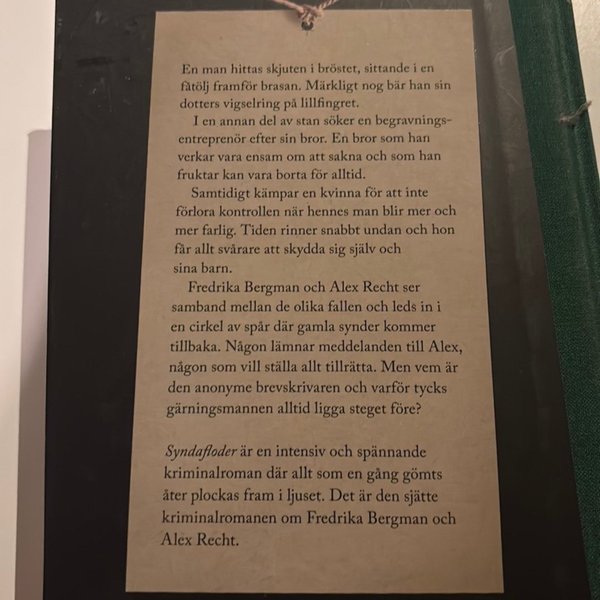 En man hittas skjuten i bröstet, sittande i en
fåtölj framför brasan. Märkligt nog bär han sin
dotters vigselring på lillfingret.
I en annan del av stan söker en begravnings-
entreprenör efter sin bror. En bror som han
verkar vara ensam om att sakna och som han
fruktar kan vara borta för alltid.
Samtidigt kämpar en kvinna för att inte
förlora kontrollen när hennes man blir mer och
mer farlig. Tiden rinner snabbt undan och hon
får allt svårare att skydda sig själv och
sina barn.
Fredrika Bergman och Alex Recht ser
samband mellan de olika fallen och leds in i
en cirkel av spår där gamla synder kommer
tillbaka. Någon lämnar meddelanden till Alex,
någon som vill ställa allt tillrätta. Men vem är
den anonyme brevskrivaren och varför tycks
gärningsmannen alltid ligga steget före?
Syndafloder är en intensiv och spännande
kriminalroman där allt som en gång gömts
åter plockas fram i ljuset. Det är den sjätte
kriminalromanen om Fredrika Bergman och
Alex Recht.